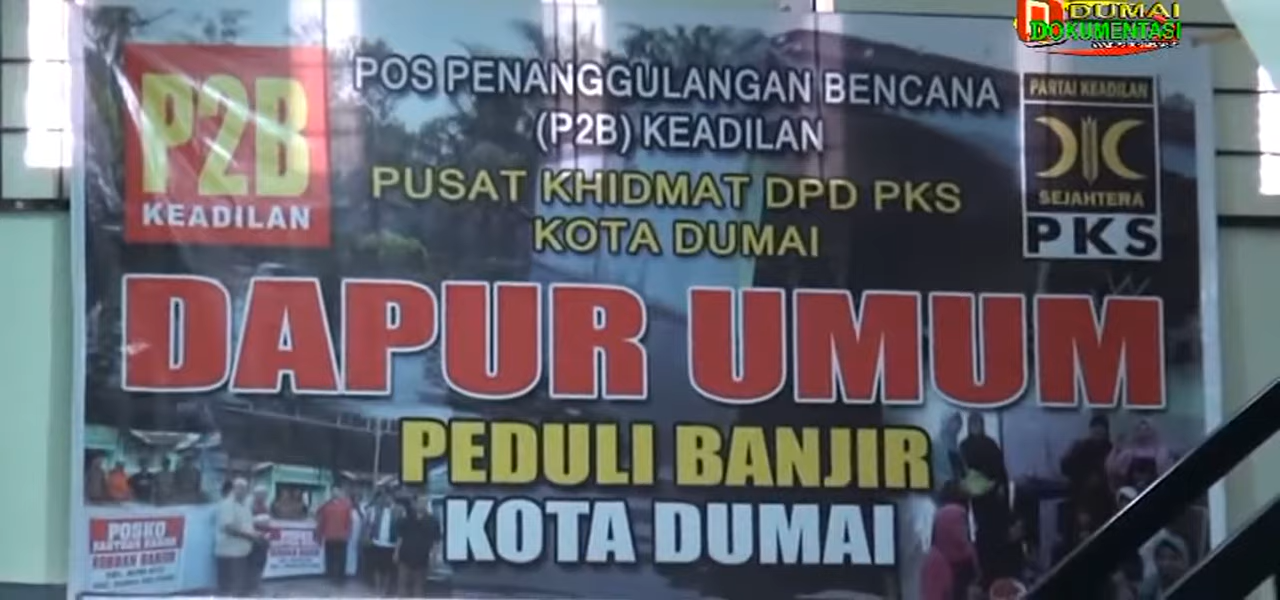 DUMAI
DOKUMENTASI
P2B
KEADILAN
POS PENANGGULANGAN BENCANA
(P2B) KEADILAN
PUSAT KHIDMAT DPD PKS
KOTA DUMAI
PARTAI KEADILAN
SEJAHTERA
PKS
DAPUR UMUM
PEDULI BANJIR
KOTA DUMAI
POSKO
KORBAN BANJIR